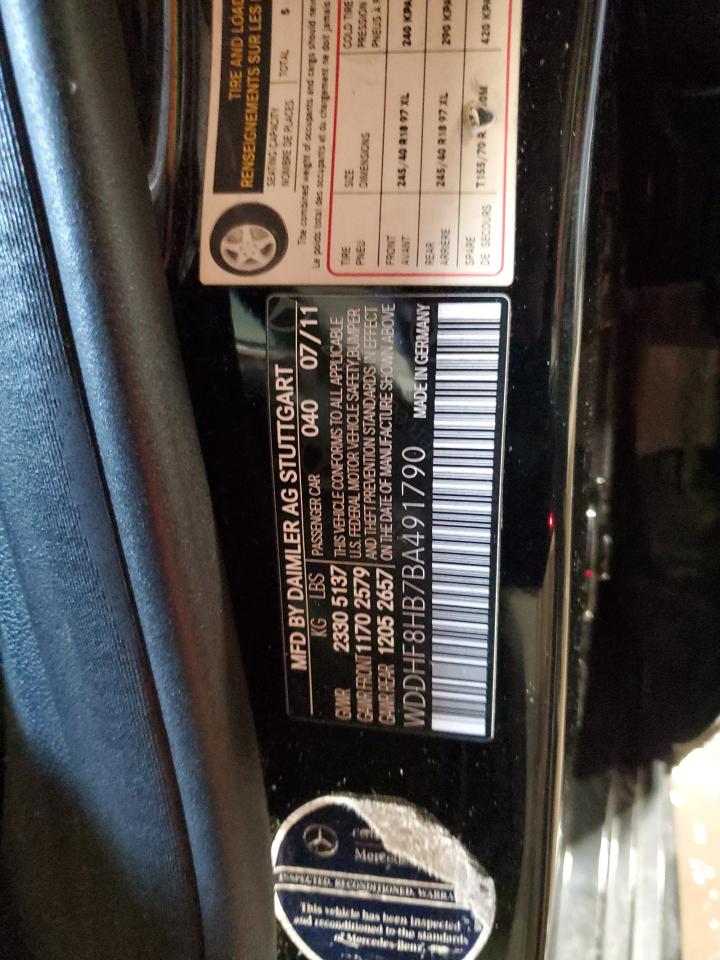 TIRE AND LOAD
RENSEIGNEMENTS SUR LES
SEATING CAPACITY
NOMBRE DE PLACES
TOTAL 5
The combined weight of occupants and cargo should
Le poids total des occupants et du chargement ne doit jamais
TIRE SIZE COLD TIRE
PNEU DIMENSIONS PRESSION
PNEUS À
FRONT 245/40 R18 97 XL 240 KPA
AVANT
REAR 245/40 R18 97 XL 290 KPA
ARRIÈRE
SPARE T155/70 R 420 KPA
DE SECOURS
MFD BY DAIMLER AG STUTTGART
KG LBS PASSENGER CAR 040 07/11
GVWR 2330 5137
GAWR FRONT 1170 2579
GAWR REAR 1205 2657
THIS VEHICLE CONFORMS TO ALL APPLICABLE
U.S. FEDERAL MOTOR VEHICLE SAFETY, BUMPER
AND THEFT PREVENTION STANDARDS IN EFFECT
ON THE DATE OF MANUFACTURE SHOWN ABOVE
WDDHF8HB7BA491790 MADE IN GERMANY
INSPECTED, RECONDITIONED,
This vehicle has been inspected
and reconditioned to the standards
of Mercedes-Benz